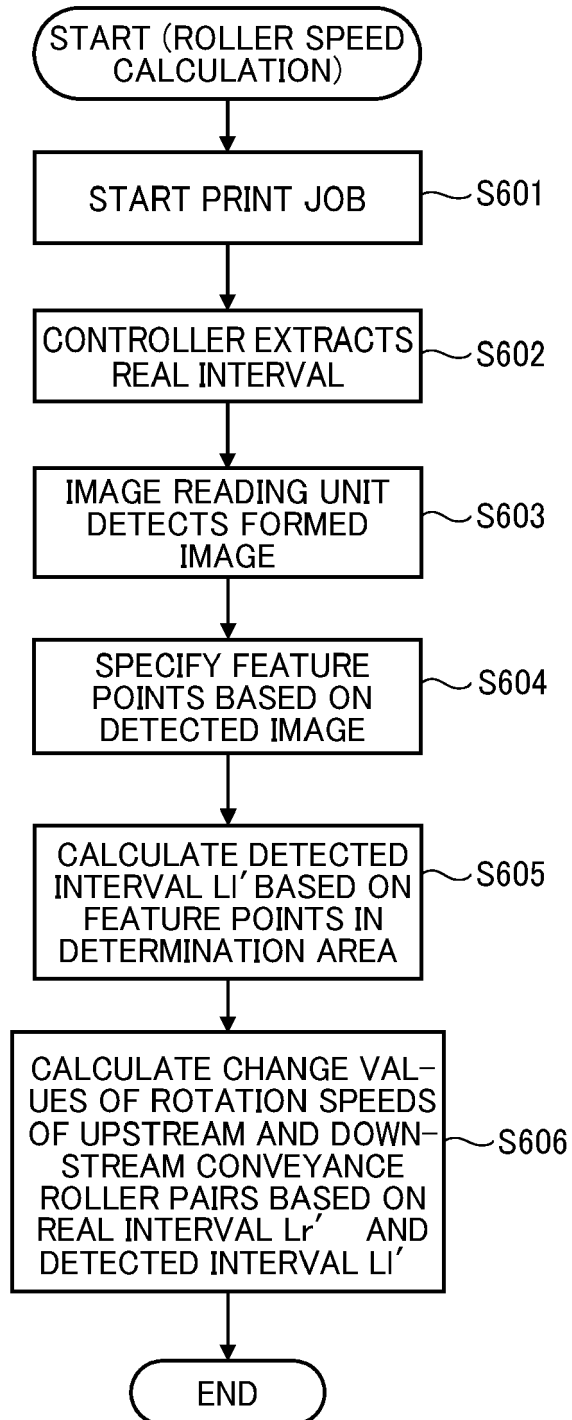 START (ROLLER SPEED
CALCULATION)
START PRINT JOB
S601
CONTROLLER EXTRACTS
REAL INTERVAL
S602
IMAGE READING UNIT
DETECTS FORMED
IMAGE
S603
SPECIFY FEATURE
POINTS BASED ON
DETECTED IMAGE
S604
CALCULATE DETECTED
INTERVAL Ll′ BASED ON
FEATURE POINTS IN
DETERMINATION AREA
S605
CALCULATE CHANGE VAL-
UES OF ROTATION SPEEDS
OF UPSTREAM AND DOWN-
STREAM CONVEYANCE
ROLLER PAIRS BASED ON
REAL INTERVAL Lr′ AND
DETECTED INTERVAL Ll′
S606
END